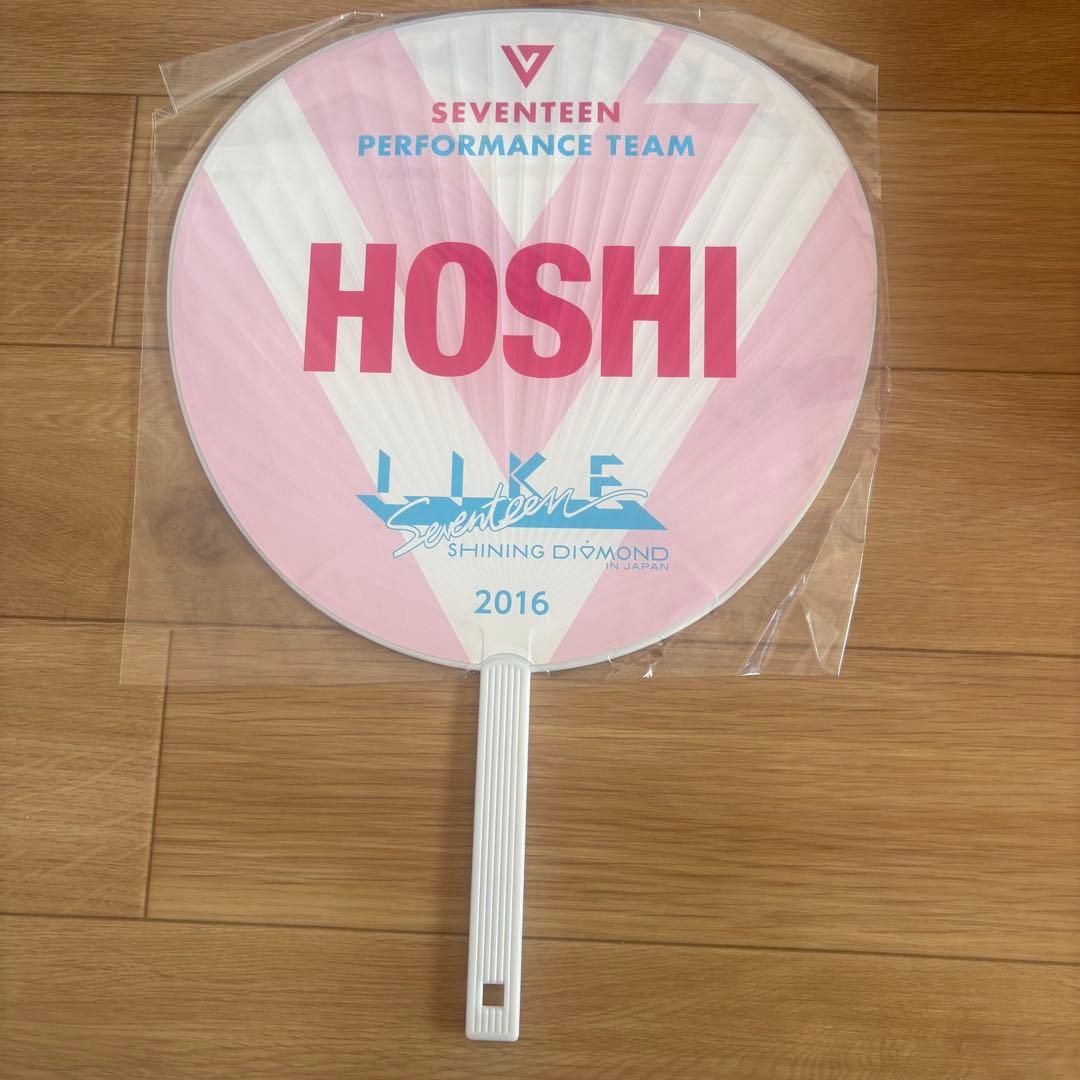 SEVENTEEN
PERFORMANCE TEAM
HOSHI
LIKE
Seventeen
SHINING DIAMOND
IN JAPAN
2016